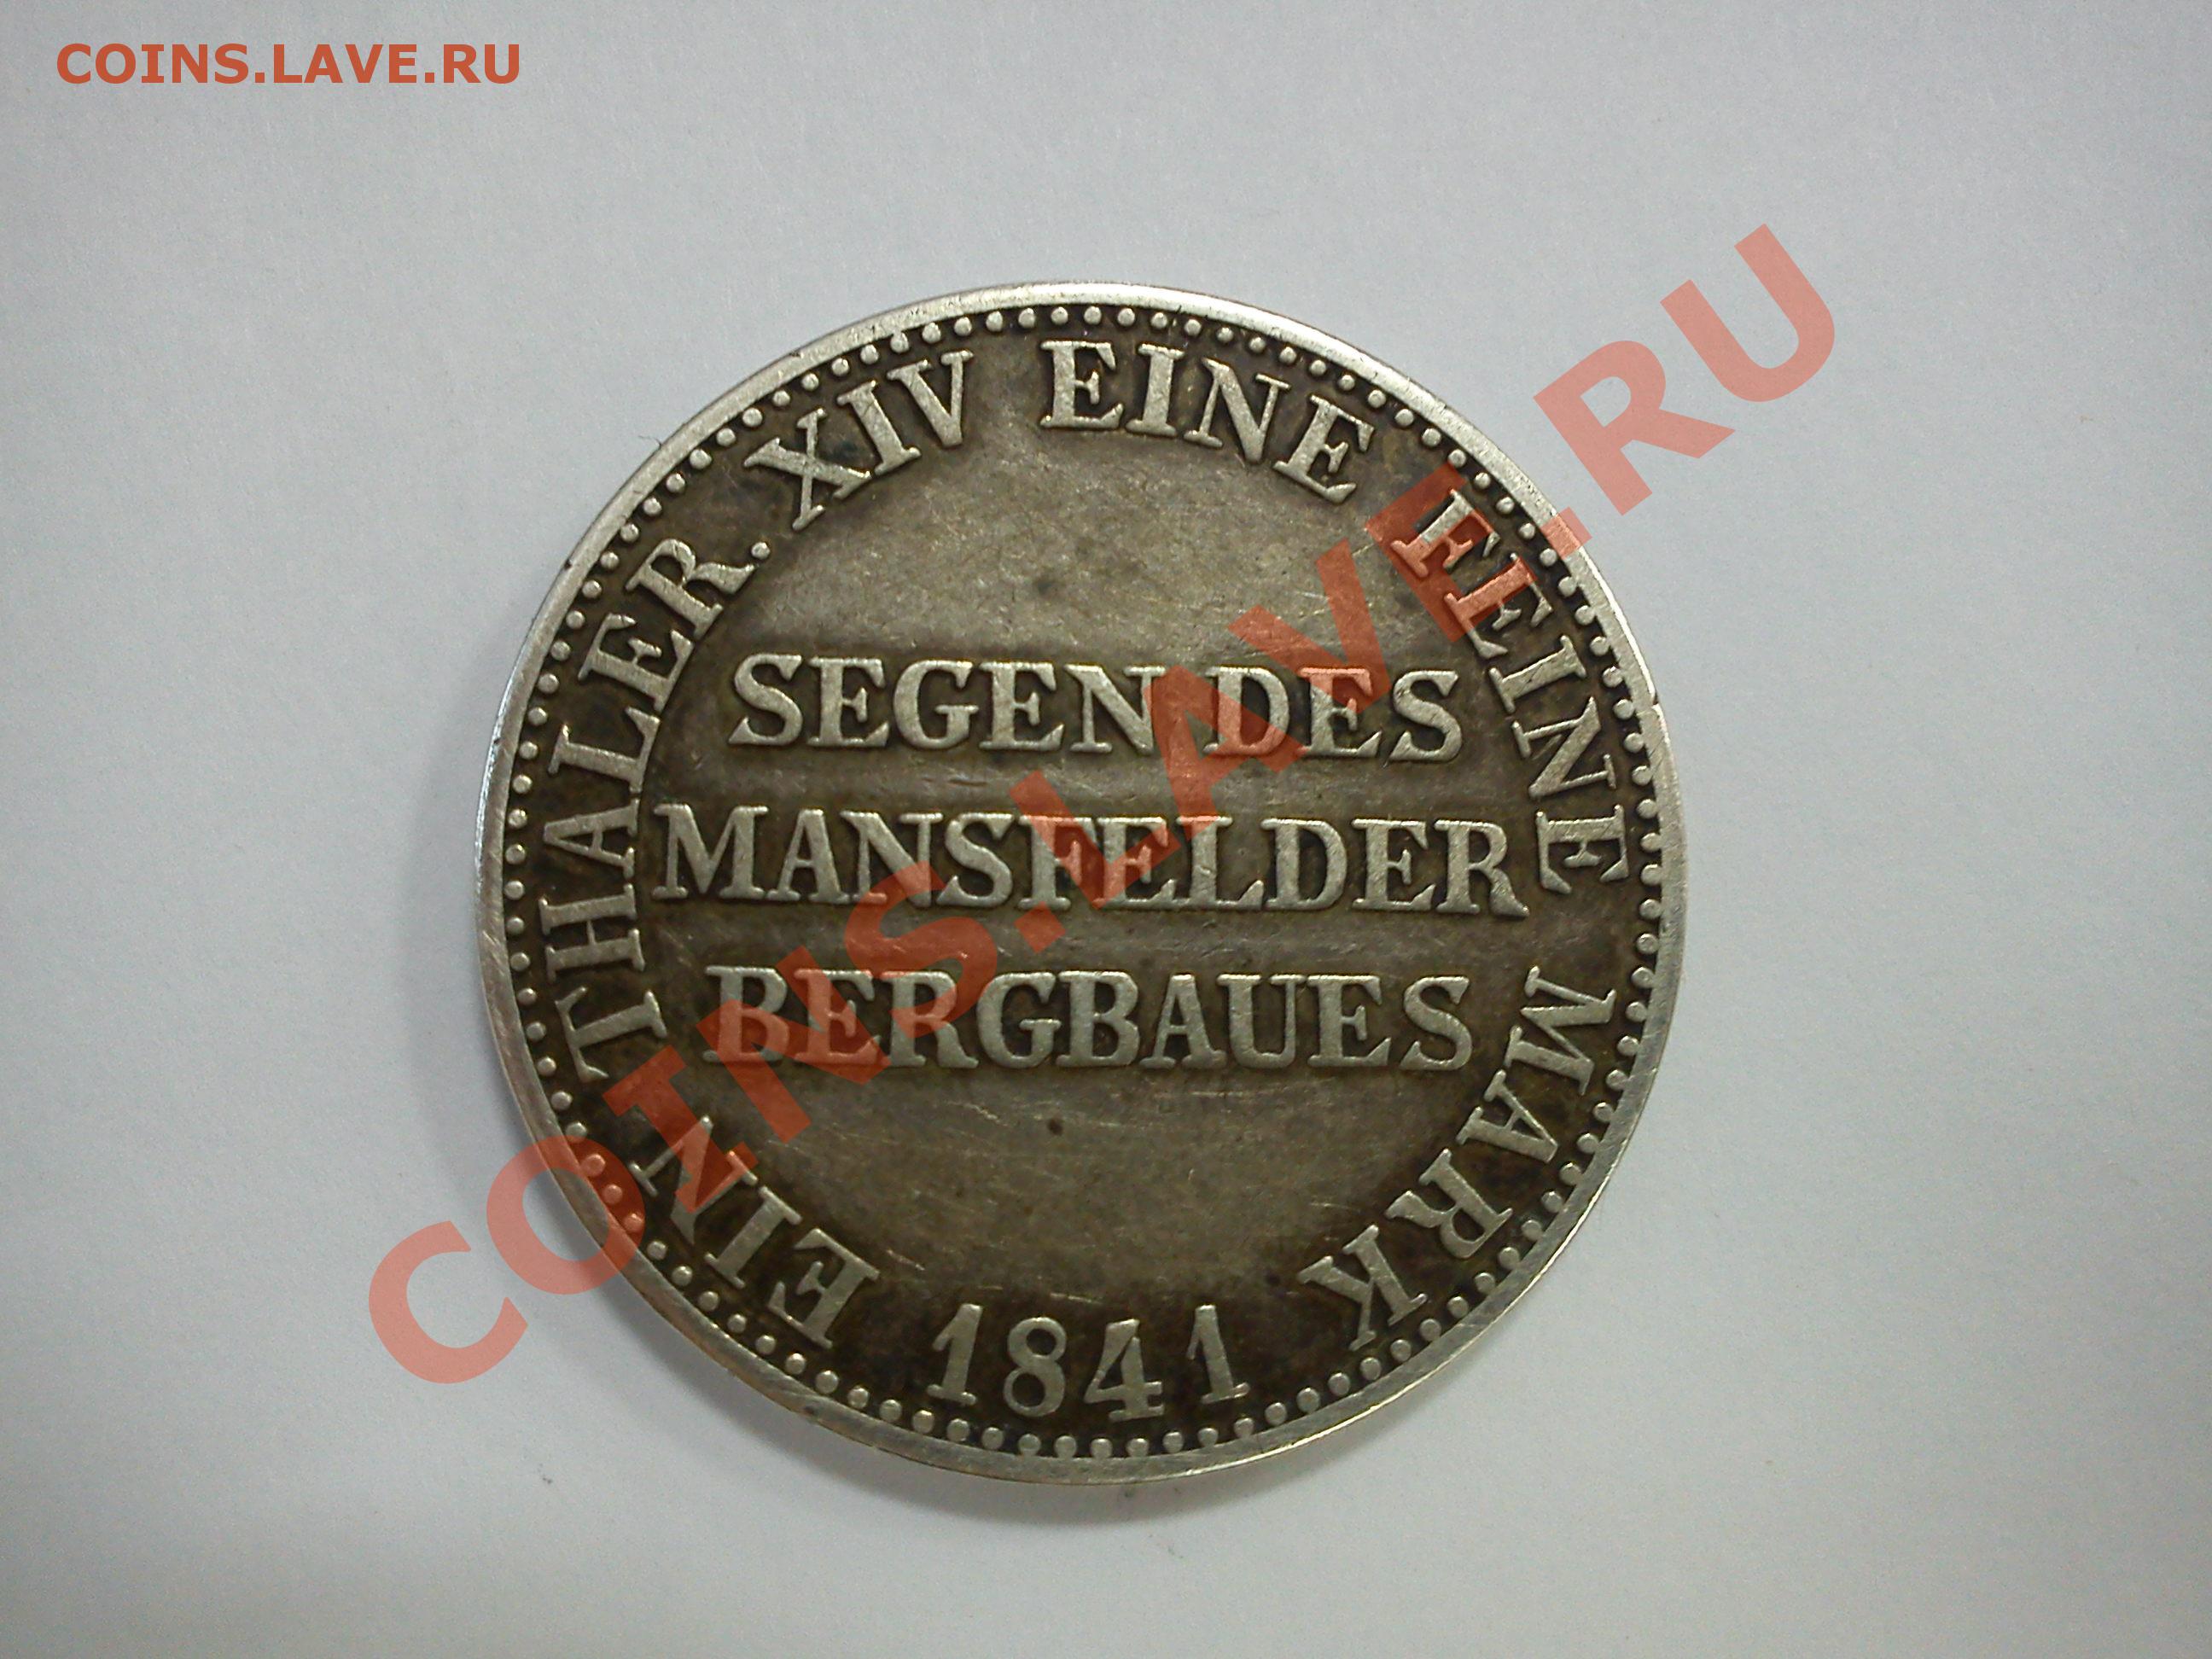 COINS.LAVE.RU
EIN THALER. XIV EINE FEINE MARK
SEGEN DES
MANSFELDER
BERGBAUES
1841
COINS.LAVE.RU